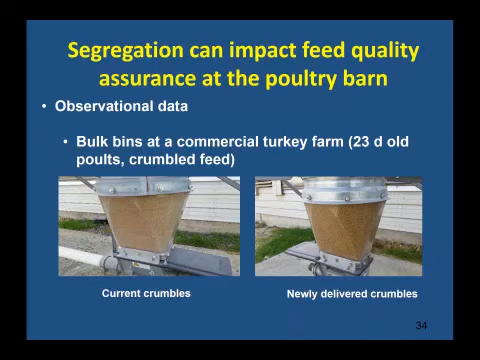 Segregation can impact feed quality
assurance at the poultry barn
• Observational data
• Bulk bins at a commercial turkey farm (23 d old
poults, crumbled feed)
Current crumbles
Newly delivered crumbles
34